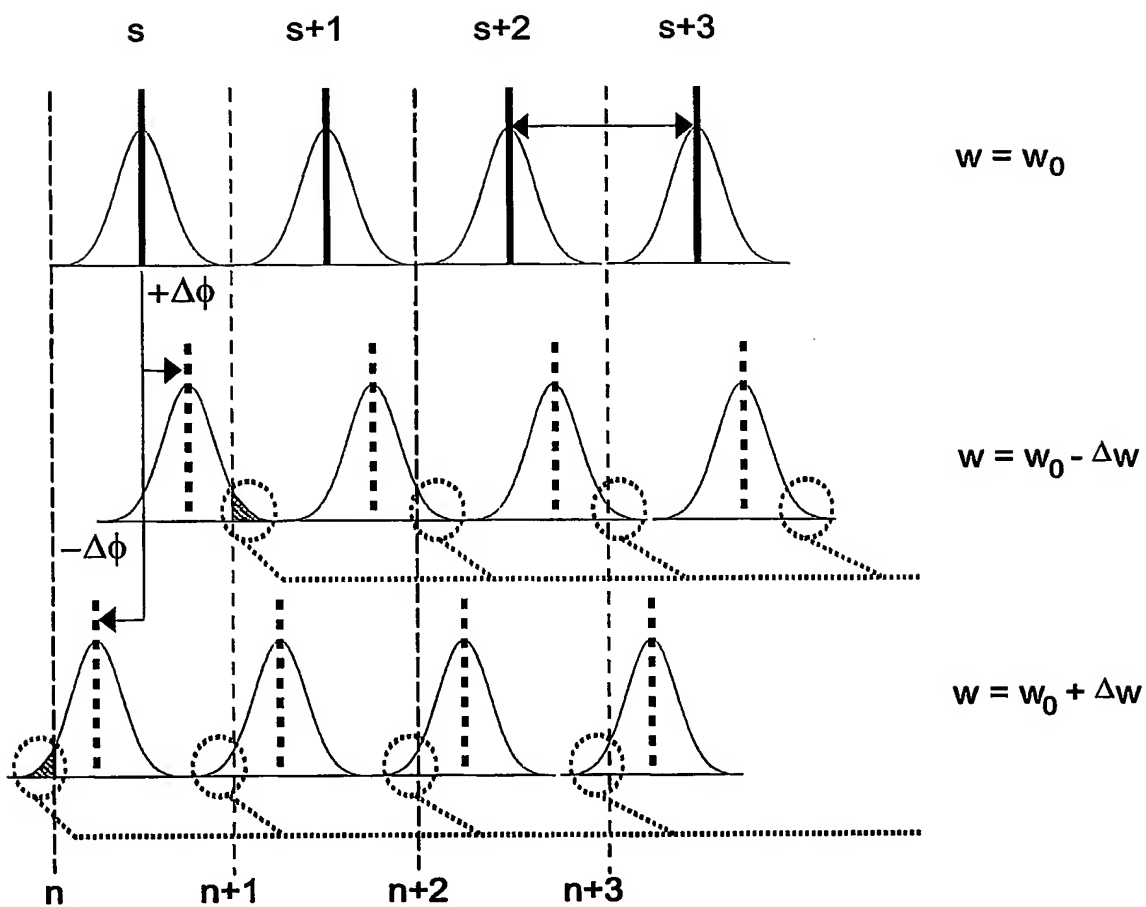 s s+1 s+2 s+3
w = w₀
+Δϕ
w = w₀ - Δw
−Δϕ
w = w₀ + Δw
n n+1 n+2 n+3